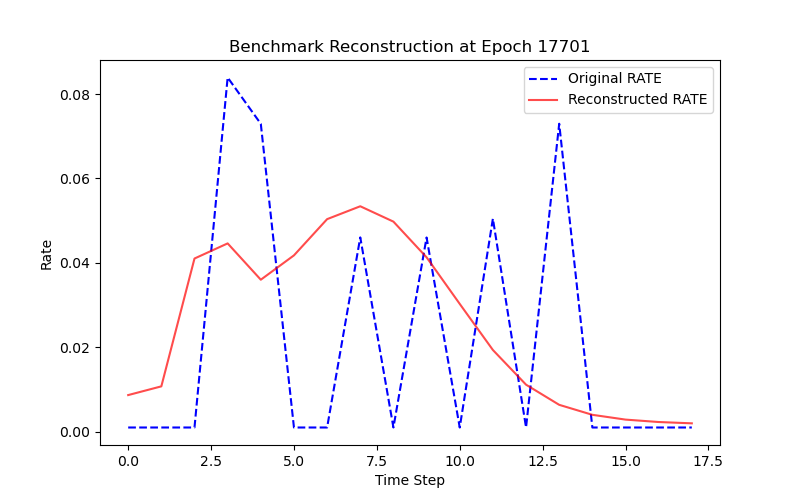 Benchmark Reconstruction at Epoch 17701
Original RATE
Reconstructed RATE
0.08
0.06
0.04
0.02
0.00
Rate
0.0 2.5 5.0 7.5 10.0 12.5 15.0 17.5
Time Step